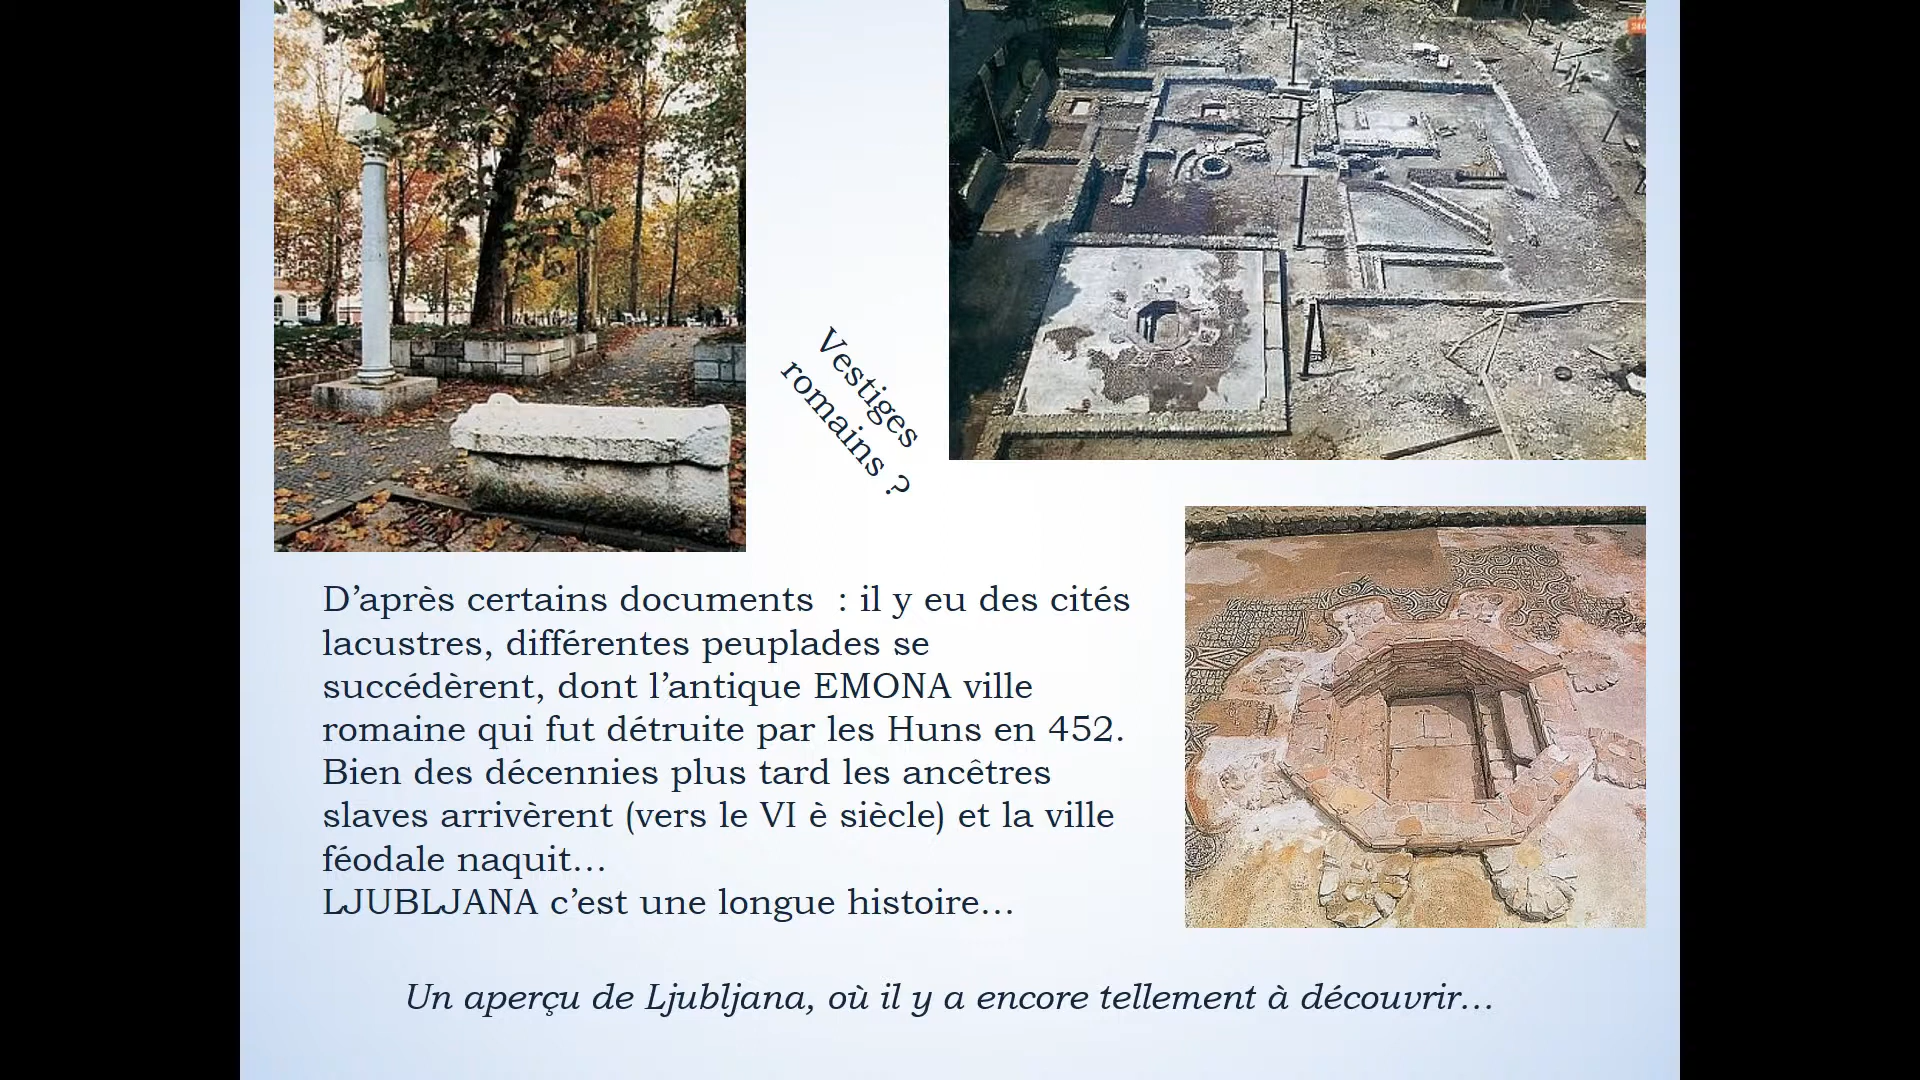 Vestiges
romains ?
D’après certains documents  : il y eu des cités
lacustres, différentes peuplades se
succédèrent, dont l’antique EMONA ville
romaine qui fut détruite par les Huns en 452.
Bien des décennies plus tard les ancêtres
slaves arrivèrent (vers le VI è siècle) et la ville
féodale naquit…
LJUBLJANA c’est une longue histoire…
Un aperçu de Ljubljana, où il y a encore tellement à découvrir…